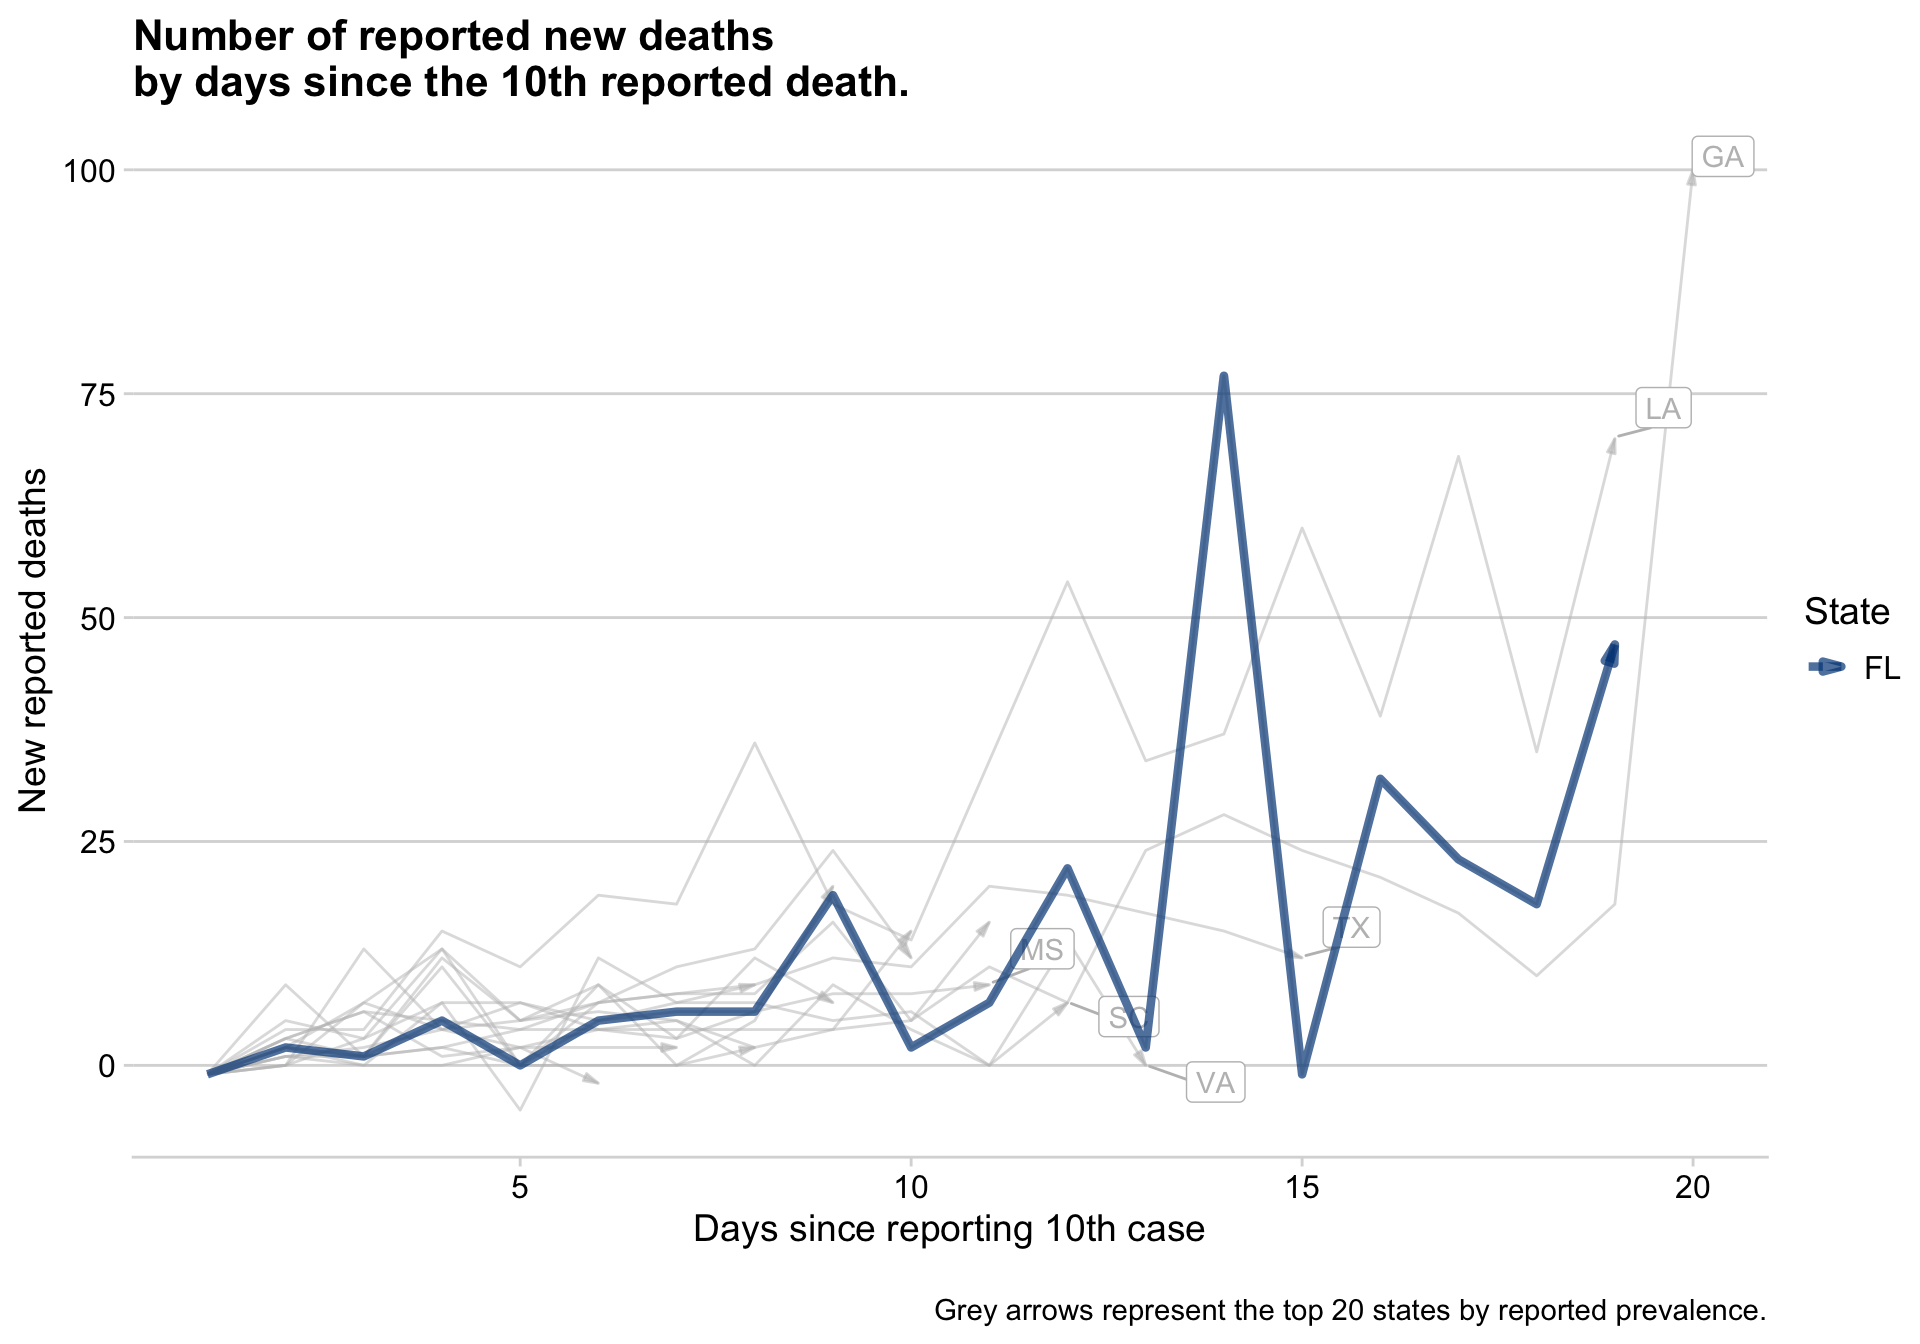 Number of reported new deaths
by days since the 10th reported death.
100
75
50
25
0
New reported deaths
GA
LA
TX
MS
SC
VA
5
10
15
20
Days since reporting 10th case
State
FL
Grey arrows represent the top 20 states by reported prevalence.